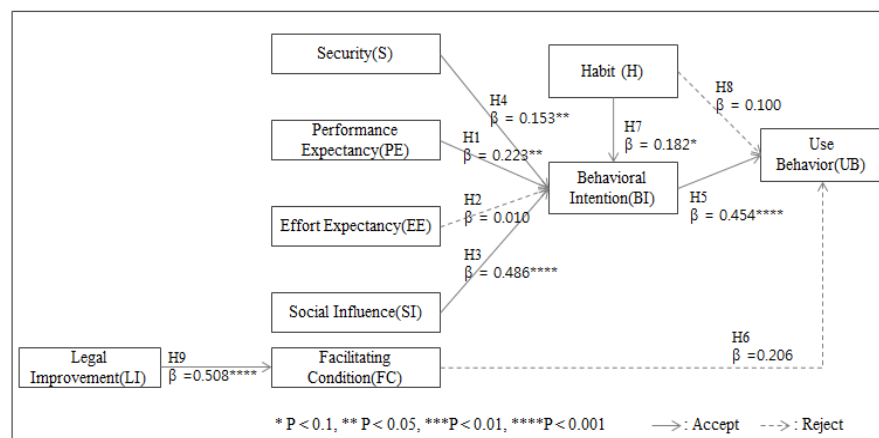 Security(S)
Habit (H)
H8
β = 0.100
H4
β = 0.153**
Performance
Expectancy(PE)
H1
β = 0.223**
H7
β = 0.182*
Use
Behavior(UB)
Behavioral
Intention(BI)
H2
β = 0.010
H5
β = 0.454****
Effort Expectancy(EE)
H3
β = 0.486****
Social Influence(SI)
H6
β =0.206
Legal
Improvement(LI)
H9
β =0.508****
Facilitating
Condition(FC)
* P < 0.1, ** P < 0.05, ***P < 0.01, ****P < 0.001 : Accept : Reject